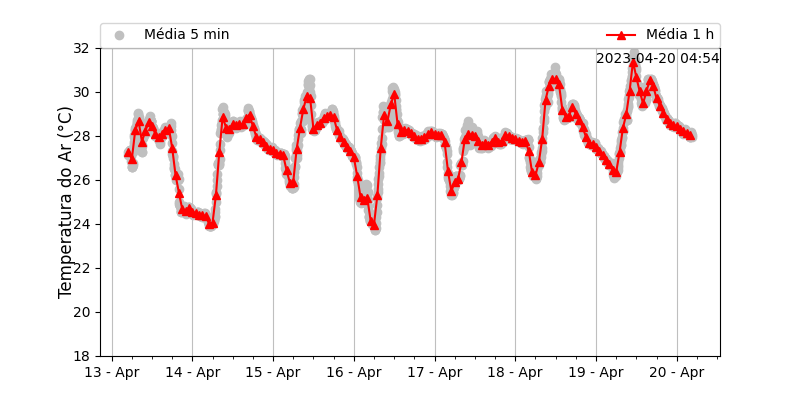 Média 5 min
Média 1 h
2023-04-20 04:54
Temperatura do Ar (°C)
32
30
28
26
24
22
20
18
13 - Apr
14 - Apr
15 - Apr
16 - Apr
17 - Apr
18 - Apr
19 - Apr
20 - Apr